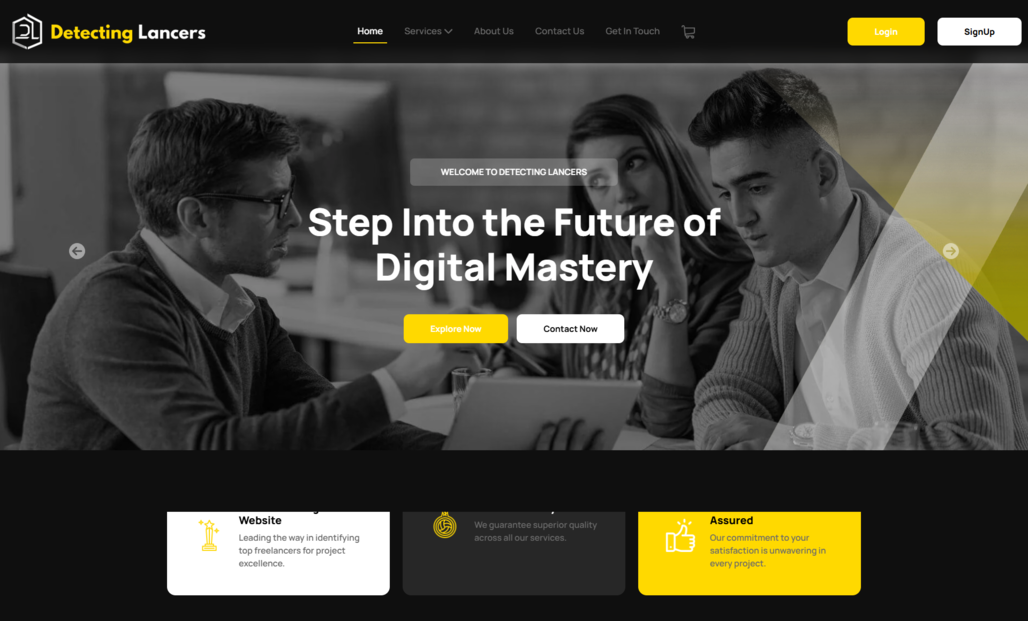 Detecting Lancers
Home
Services
About Us
Contact Us
Get In Touch
Login
SignUp
WELCOME TO DETECTING LANCERS
Step Into the Future of
Digital Mastery
Explore Now
Contact Now
Website
Leading the way in identifying
top freelancers for project
excellence.
We guarantee superior quality
across all our services.
Assured
Our commitment to your
satisfaction is unwavering in
every project.